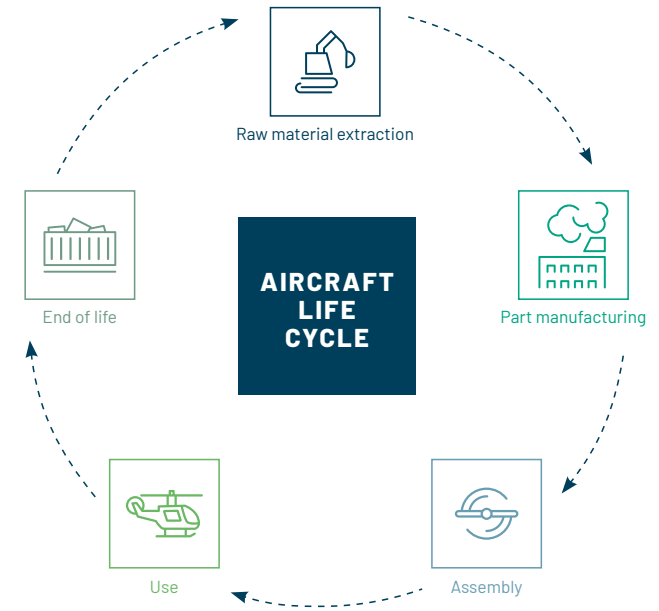 Raw material extraction
Part manufacturing
Assembly
Use
End of life
AIRCRAFT
LIFE
CYCLE